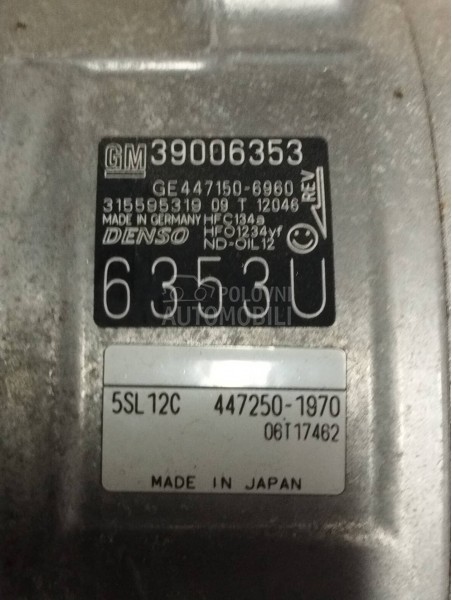 GM 39006353
GE447150-6960
315595319 09 T 12046
MADE IN GERMANY HFC134a
DENSO HFO1234yf
ND-OIL12
REV
6353U
POLOVNI
AUTOMOBILI
5SL12C 447250-1970
06T17462
MADE IN JAPAN